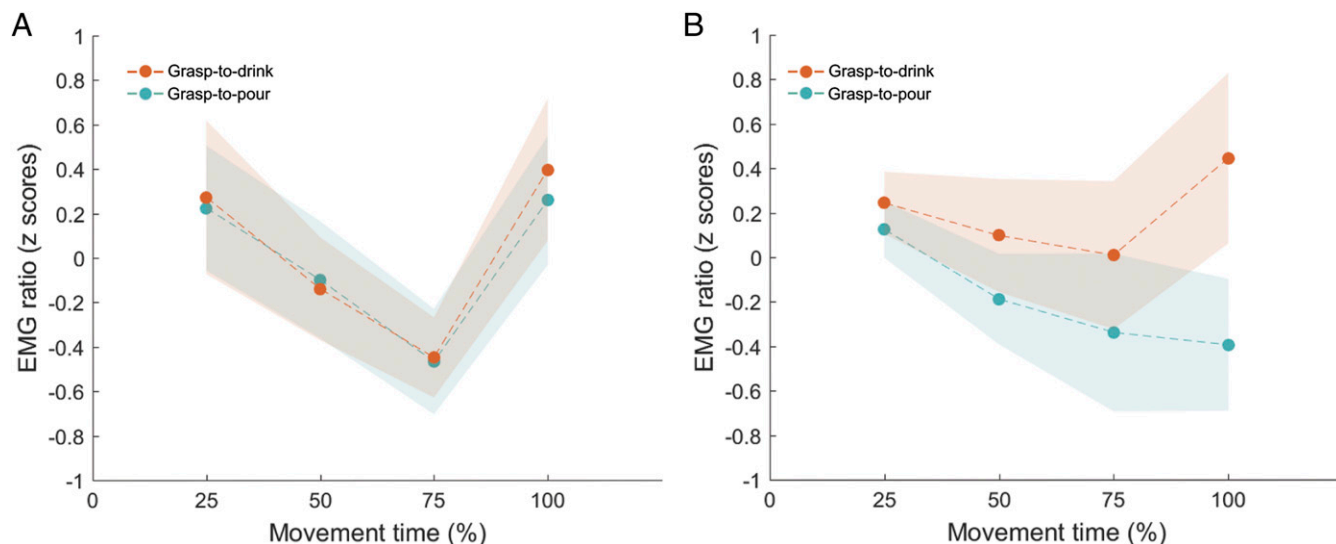 A
1
0.8
0.6
0.4
0.2
0
-0.2
-0.4
-0.6
-0.8
-1
EMG ratio (z scores)
Grasp-to-drink
Grasp-to-pour
0 25 50 75 100
Movement time (%)
B
1
0.8
0.6
0.4
0.2
0
-0.2
-0.4
-0.6
-0.8
-1
EMG ratio (z scores)
Grasp-to-drink
Grasp-to-pour
0 25 50 75 100
Movement time (%)